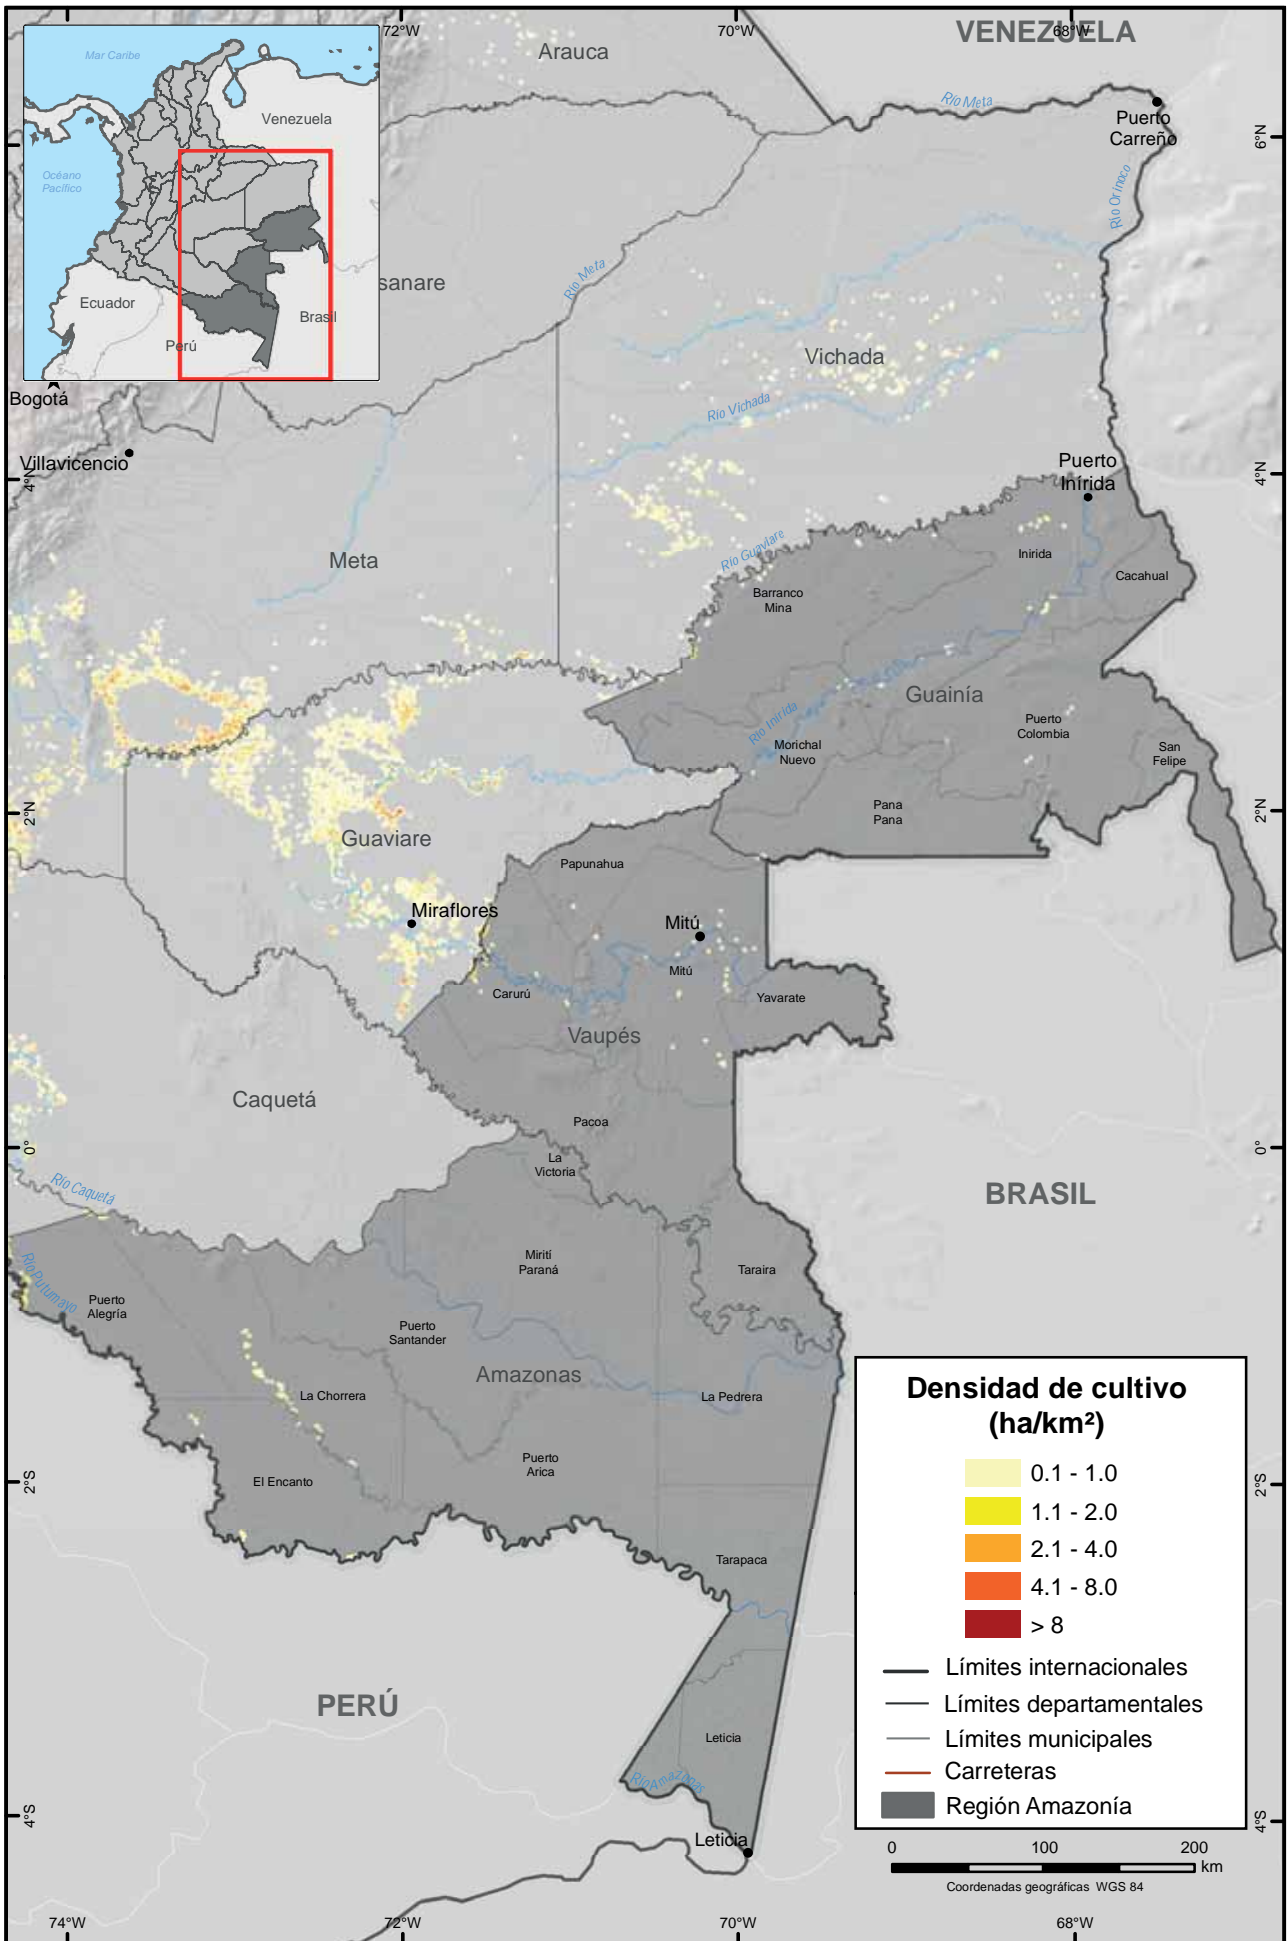 72°W
70°W
68°W
VENEZUELA
Arauca
Mar Caribe
Venezuela
Océano
Pacífico
Ecuador
Perú
Brasil
Río Meta
Puerto
Carreño
6°N
Río Orinoco
sanare
Río Meta
Vichada
Bogotá
Río Vichada
Villavicencio
4°N
Puerto
Inírida
4°N
Meta
Río Guaviare
Inirida
Cacahual
Barranco
Mina
Guainía
Río Inirida
Puerto
Colombia
Morichal
Nuevo
San
Felipe
2°N
Pana
Pana
2°N
Guaviare
Papunahua
Miraflores
Mitú
Mitú
Carurú
Yavarate
Vaupés
Caquetá
Pacoa
0°
0°
La
Victoria
Río Caquetá
BRASIL
Mirití
Paraná
Taraira
Río Putumayo
Puerto
Alegría
Puerto
Santander
Amazonas
La Chorrera
La Pedrera
Puerto
Arica
El Encanto
2°S
2°S
Tarapaca
PERÚ
Leticia
Río Amazonas
4°S
4°S
Leticia
Densidad de cultivo
(ha/km²)
0.1 - 1.0
1.1 - 2.0
2.1 - 4.0
4.1 - 8.0
> 8
Límites internacionales
Límites departamentales
Límites municipales
Carreteras
Región Amazonía
0 100 200
km
Coordenadas geográficas WGS 84
74°W
72°W
70°W
68°W